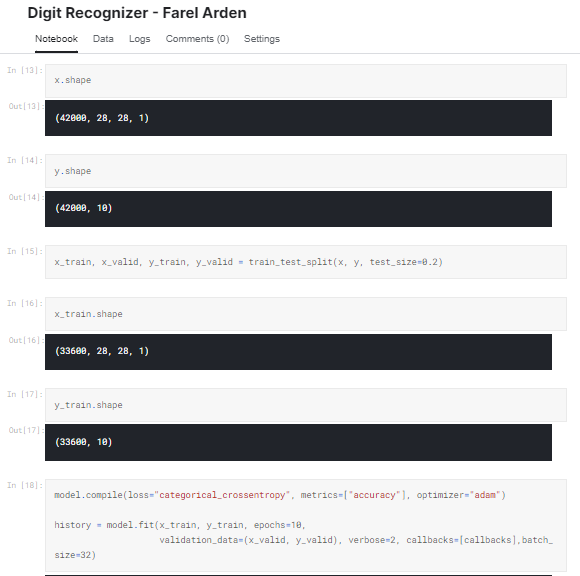 Digit Recognizer - Farel Arden
Notebook Data Logs Comments (0) Settings
In [13]:
x.shape
Out[13]:
(42000, 28, 28, 1)
In [14]:
y.shape
Out[14]:
(42000, 10)
In [15]:
x_train, x_valid, y_train, y_valid = train_test_split(x, y, test_size=0.2)
In [16]:
x_train.shape
Out[16]:
(33600, 28, 28, 1)
In [17]:
y_train.shape
Out[17]:
(33600, 10)
In [18]:
model.compile(loss="categorical_crossentropy", metrics=["accuracy"], optimizer="adam")
history = model.fit(x_train, y_train, epochs=10,
validation_data=(x_valid, y_valid), verbose=2, callbacks=[callbacks],batch_
size=32)